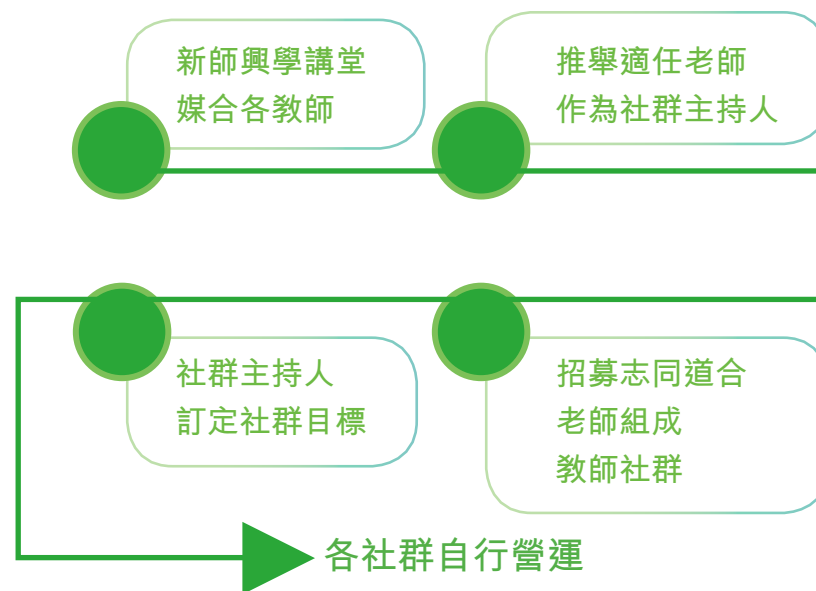 新師興學講堂
媒合各教師
推舉適任老師
作為社群主持人
社群主持人
訂定社群目標
招募志同道合
老師組成
教師社群
各社群自行營運